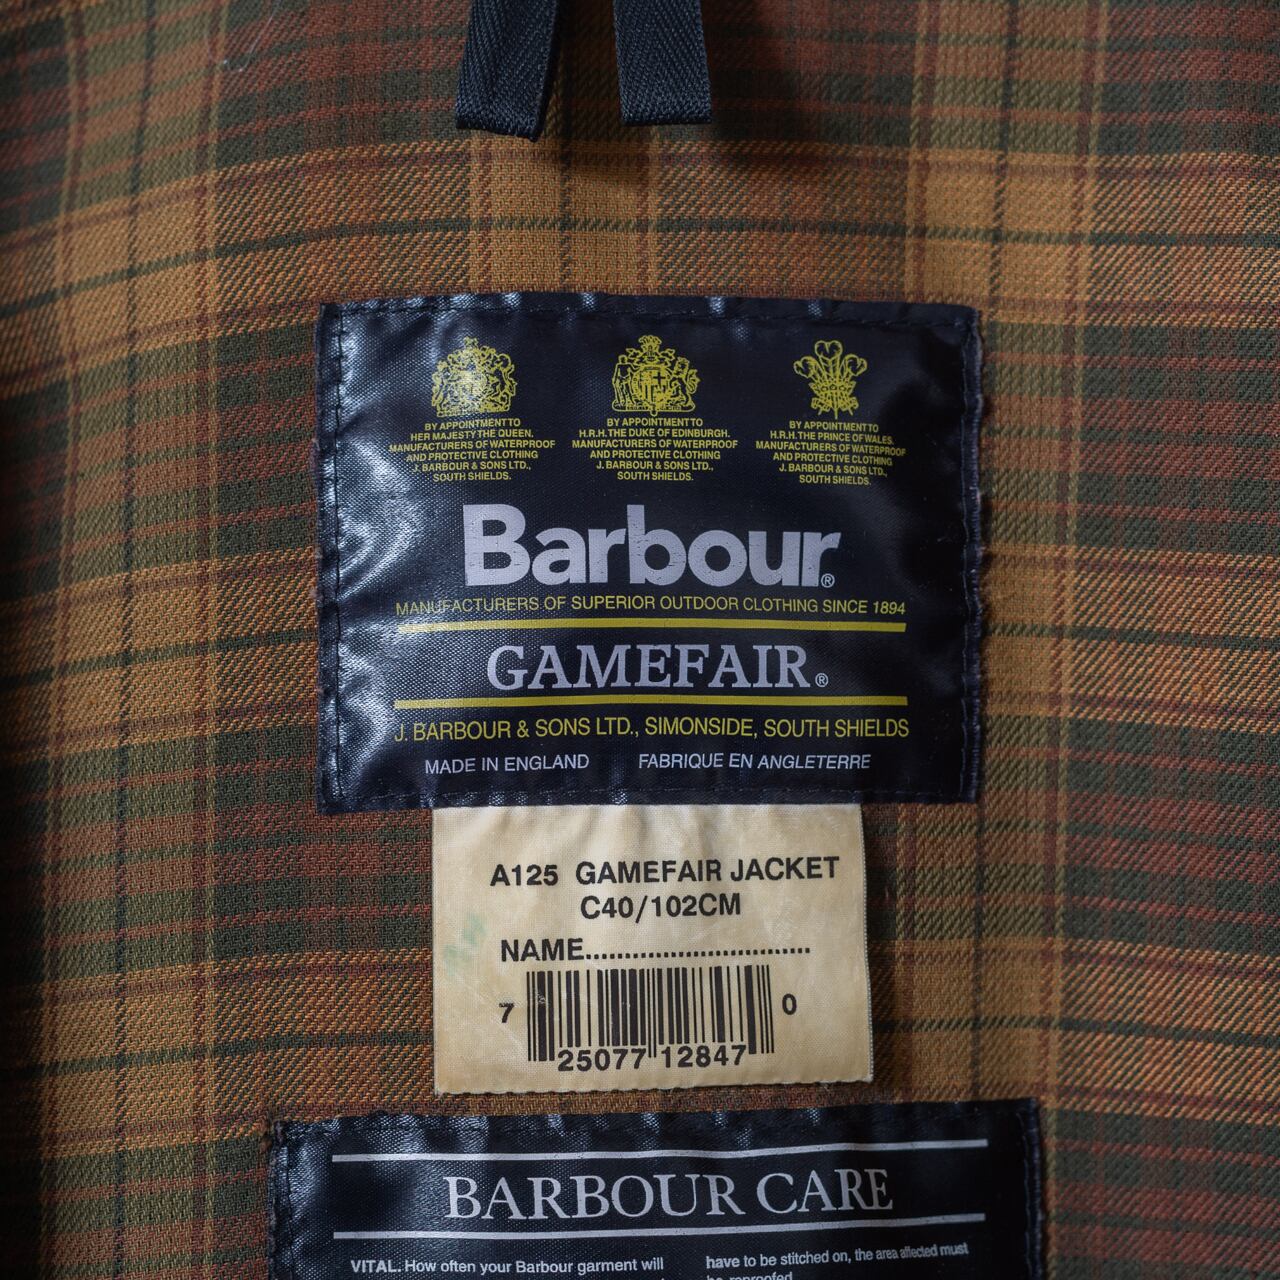 BY APPOINTMENT TO
HER MAJESTY THE QUEEN.
MANUFACTURERS OF WATERPROOF
AND PROTECTIVE CLOTHING
J. BARBOUR & SONS LTD.,
SOUTH SHIELDS.
BY APPOINTMENT TO
H.R.H. THE DUKE OF EDINBURGH.
MANUFACTURERS OF WATERPROOF
AND PROTECTIVE CLOTHING
J. BARBOUR & SONS LTD.,
SOUTH SHIELDS.
BY APPOINTMENT TO
H.R.H. THE PRINCE OF WALES.
MANUFACTURERS OF WATERPROOF
AND PROTECTIVE CLOTHING
J. BARBOUR & SONS LTD.,
SOUTH SHIELDS.
Barbour®
MANUFACTURERS OF SUPERIOR OUTDOOR CLOTHING SINCE 1894
GAMEFAIR®
J. BARBOUR & SONS LTD., SIMONSIDE, SOUTH SHIELDS
MADE IN ENGLAND FABRIQUE EN ANGLETERRE
A125 GAMEFAIR JACKET
C40/102CM
NAME............................
7 25077 12847 0
BARBOUR CARE
VITAL. How often your Barbour garment will
have to be stitched on, the area affected must
be reproofed